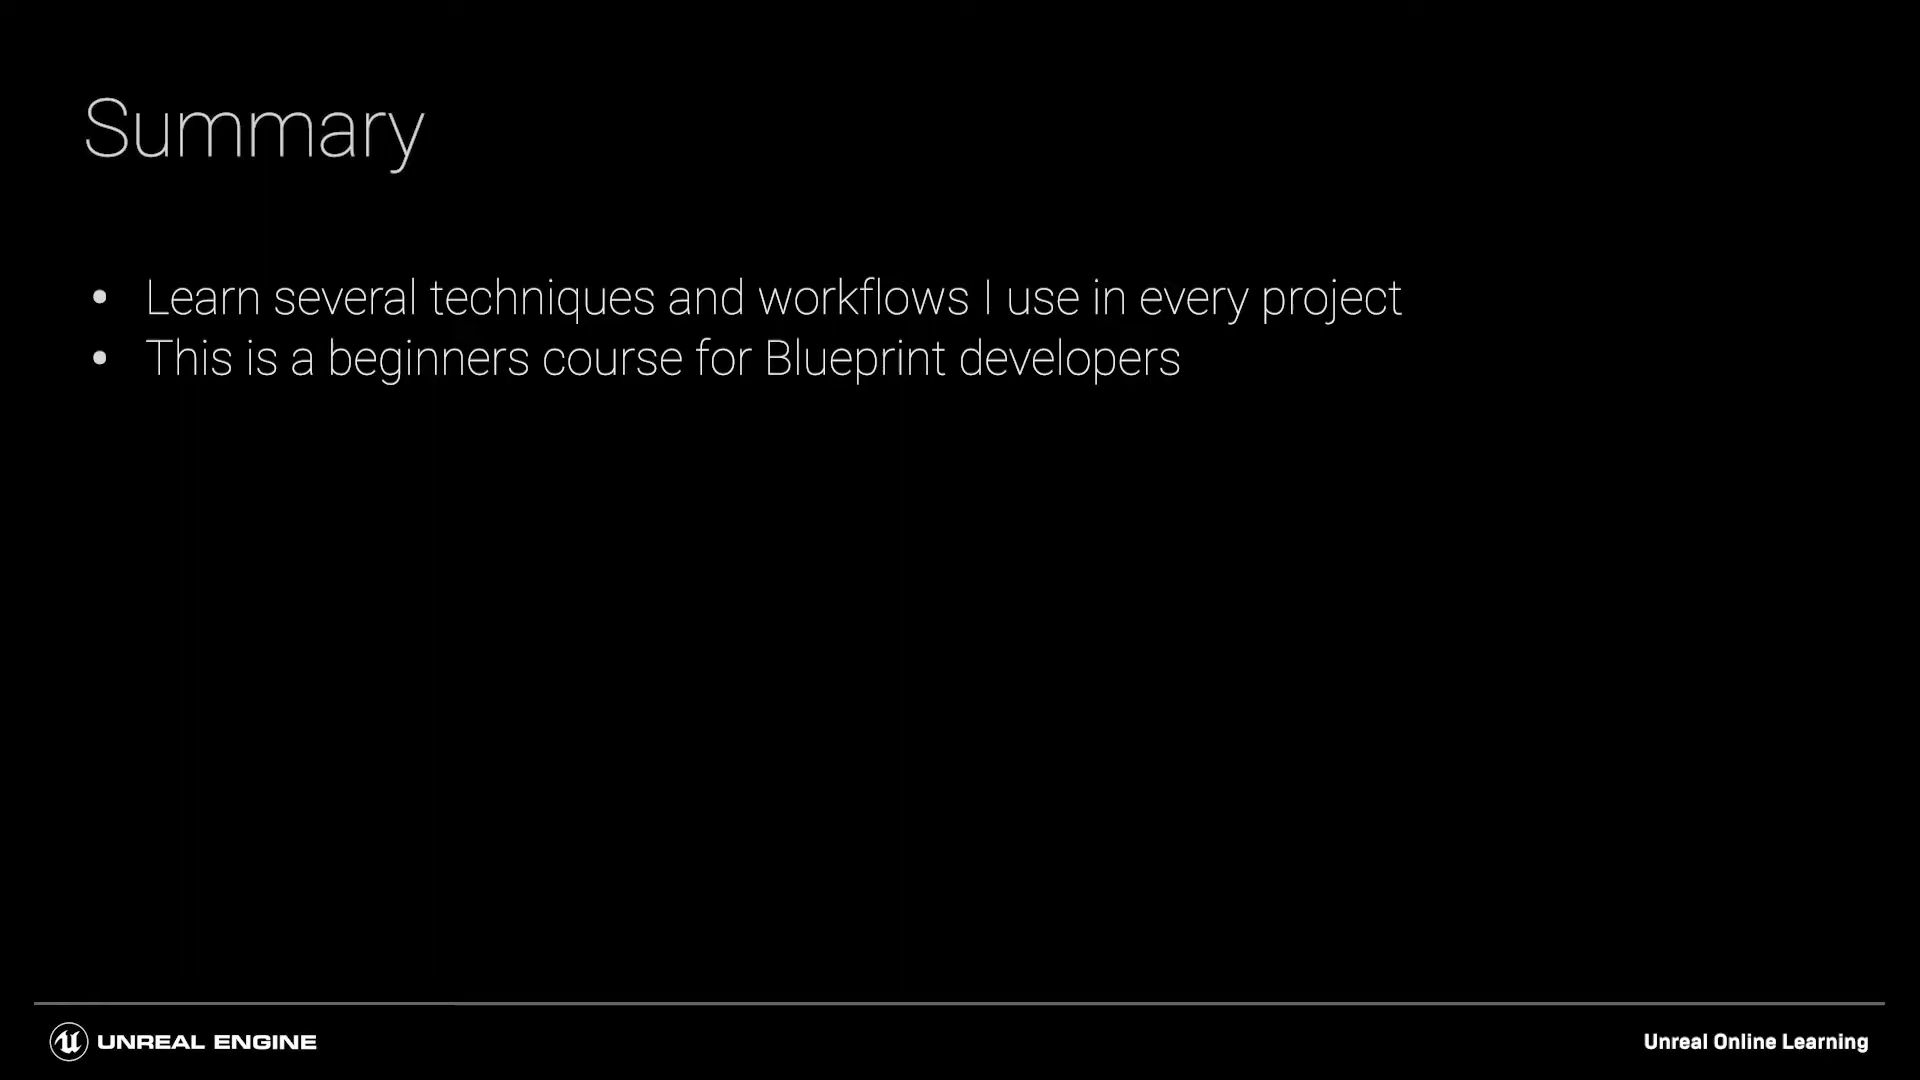 Summary
• Learn several techniques and workflows I use in every project
• This is a beginners course for Blueprint developers
UNREAL ENGINE
Unreal Online Learning